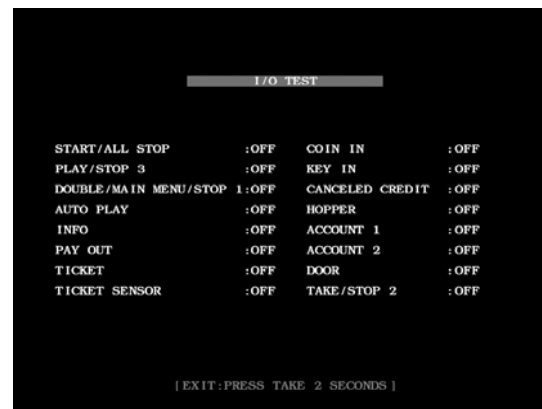 I/O TEST
START/ALL STOP :OFF COIN IN :OFF
PLAY/STOP 3 :OFF KEY IN :OFF
DOUBLE/MAIN MENU/STOP 1:OFF CANCELED CREDIT :OFF
AUTO PLAY :OFF HOPPER :OFF
INFO :OFF ACCOUNT 1 :OFF
PAY OUT :OFF ACCOUNT 2 :OFF
TICKET :OFF DOOR :OFF
TICKET SENSOR :OFF TAKE/STOP 2 :OFF
[EXIT:PRESS TAKE 2 SECONDS]